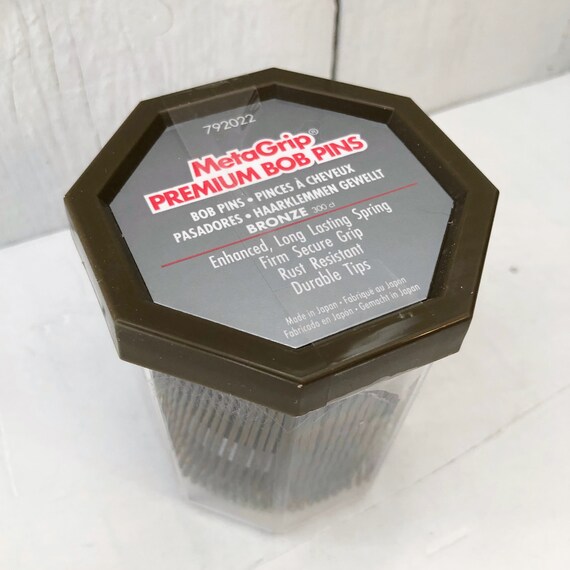 792022
MetaGrip®
PREMIUM BOB PINS
BOB PINS • PINCES À CHEVEUX
PASADORES • HAARKLEMMEN GEWELLT
BRONZE 300 ct
Enhanced, Long Lasting Spring
Firm Secure Grip
Rust Resistant
Durable Tips
Made in Japan • Fabriqué au Japon
Fabricado en Japón • Gemacht in Japan